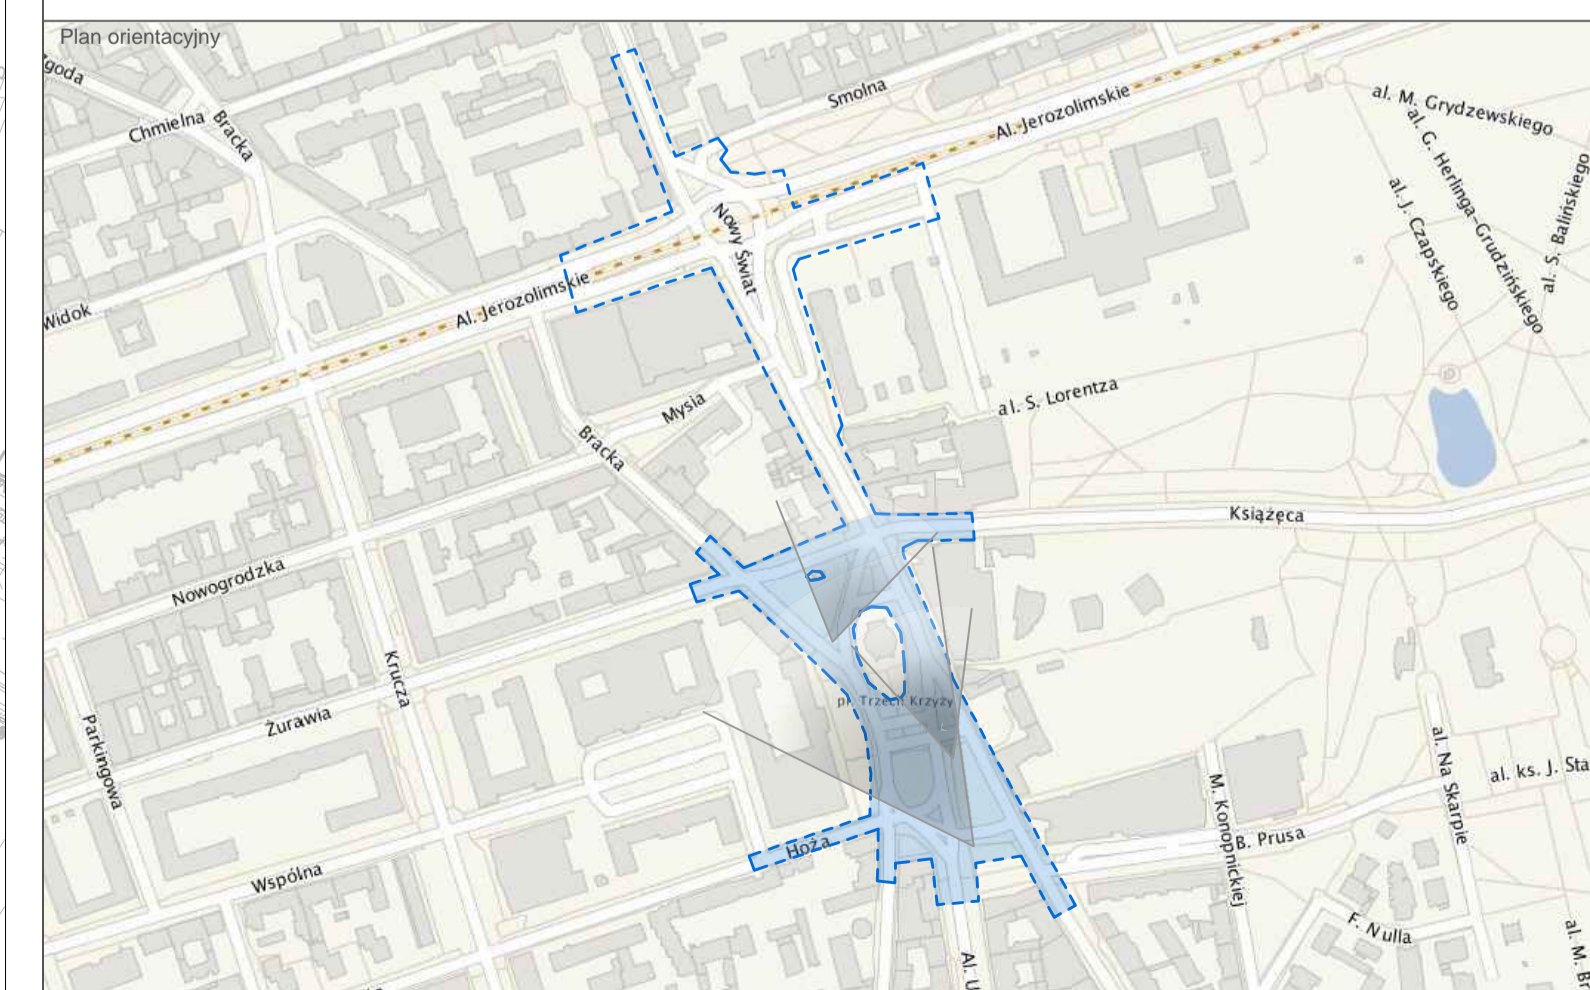 Plan orientacyjny
Zgoda
Chmielna
Bracka
Smolna
Al. Jerozolimskie
al. M. Grydzewskiego
al. G. Herlinga-Grudzińskiego
al. J. Czapskiego
al. S. Balińskiego
Nowy Świat
Widok
Al. Jerozolimskie
Mysia
al. S. Lorentza
Bracka
Książęca
Nowogrodzka
Krucza
pl. Trzech Krzyży
Żurawia
Parkingowa
al. Na Skarpie
al. ks. J. Sta
M. Konopnickiej
B. Prusa
Hoża
Wspólna
F. Nulla
al. M. Br
Al. U